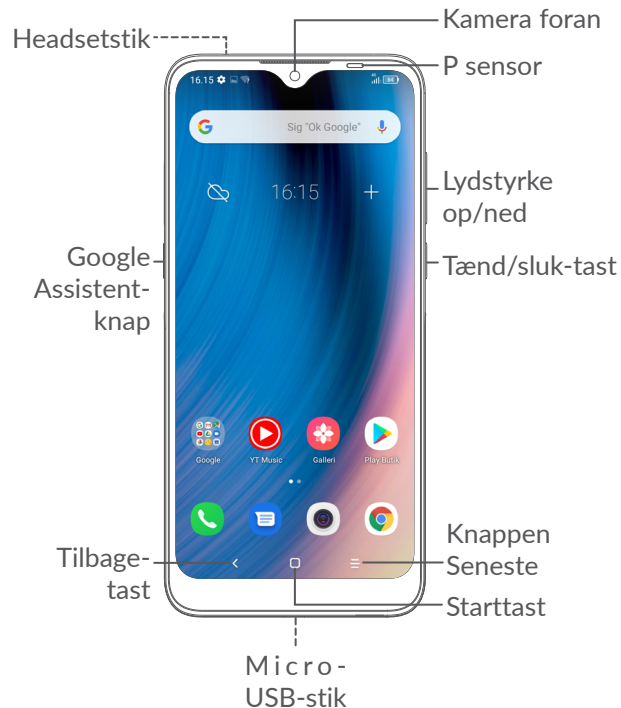 Kamera foran
Headsetstik
P sensor
16.15
4G
Sig "Ok Google"
16:15
Lydstyrke
op/ned
Google
Assistent-
knap
Tænd/sluk-tast
Google
YT Music
Galleri
Play Butik
Tilbage-
tast
Knappen
Seneste
Starttast
Micro-
USB-stik